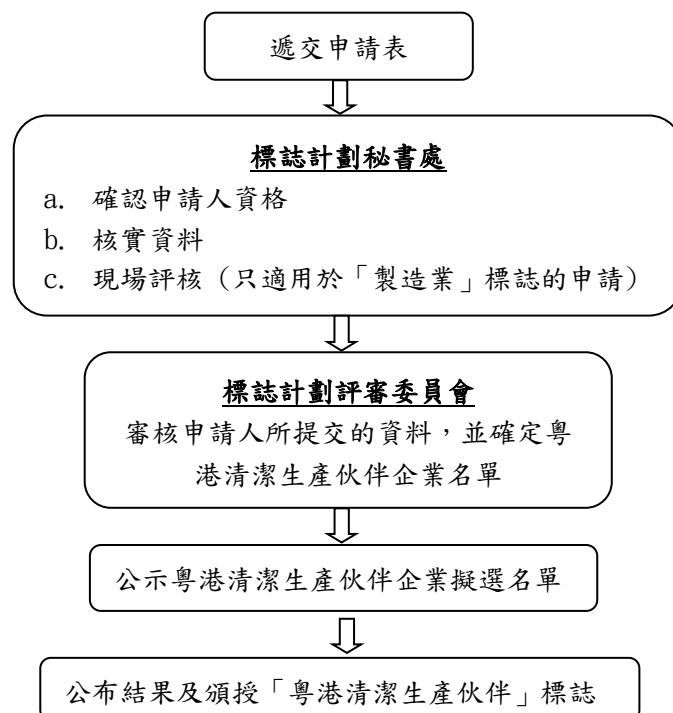 遞交申請表
標誌計劃秘書處
a. 確認申請人資格
b. 核實資料
c. 現場評核（只適用於「製造業」標誌的申請）
標誌計劃評審委員會
審核申請人所提交的資料，並確定粵
港清潔生產伙伴企業名單
公示粵港清潔生產伙伴企業擬選名單
公布結果及頒授「粵港清潔生產伙伴」標誌